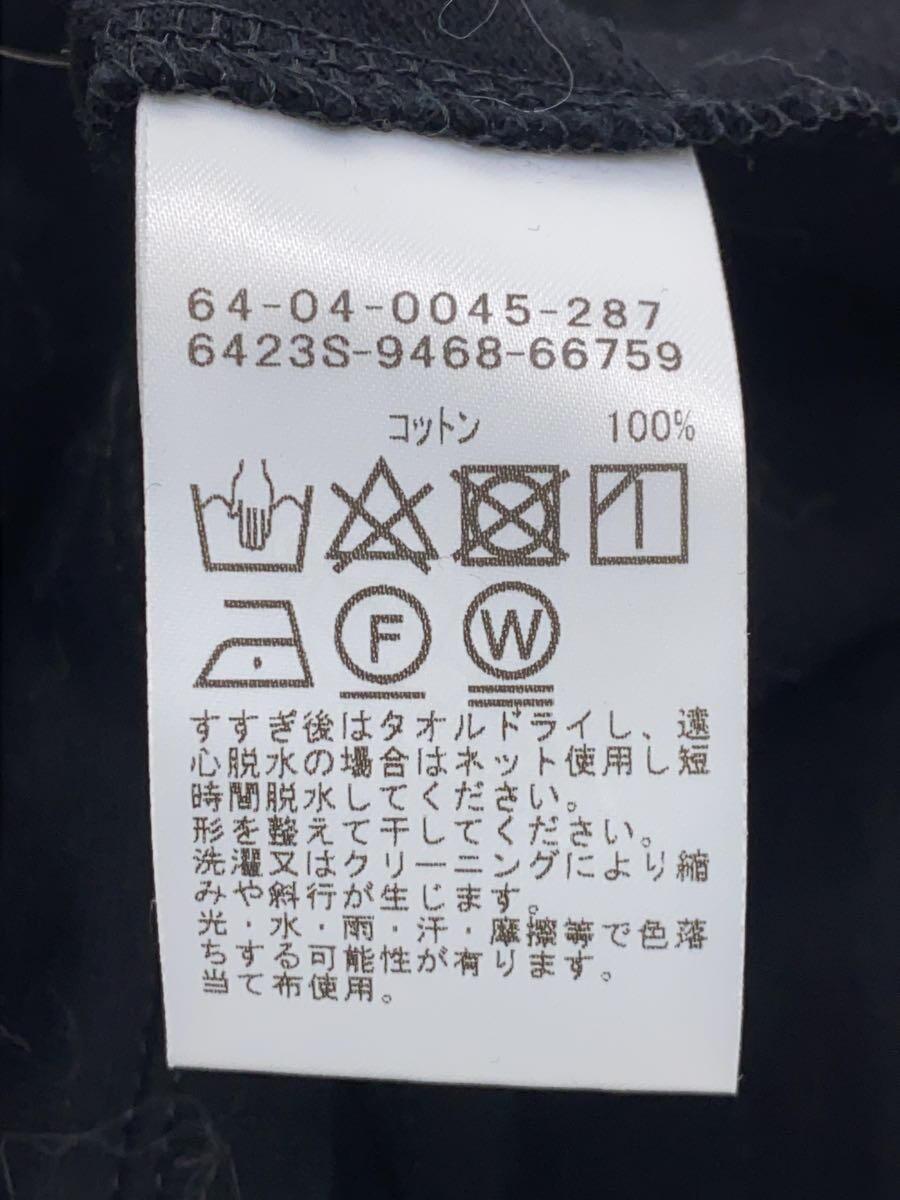 64-04-0045-287
6423S-9468-66759
コットン 100%
F W
すすぎ後はタオルドライし、遠
心脱水の場合はネット使用し短
時間脱水してください。
形を整えて干してください。
洗濯又はクリーニングにより縮
みや斜行が生じます。
光・水・雨・汗・摩擦等で色落
ちする可能性が有ります。
当て布使用。